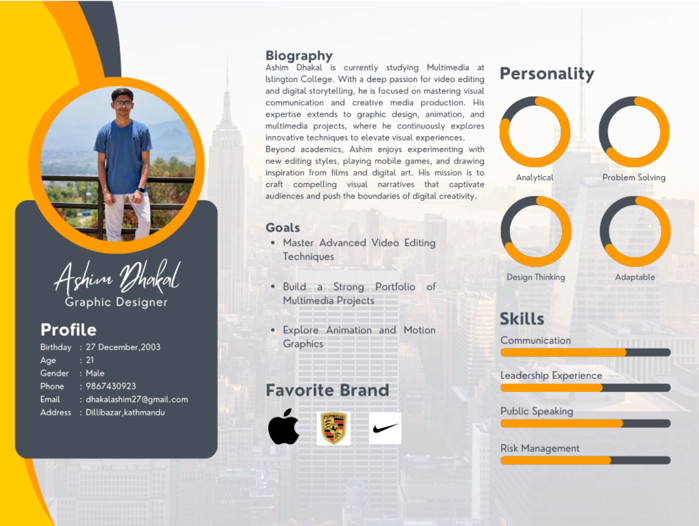 Ashim Dhakal
Graphic Designer
Profile
Birthday : 27 December,2003
Age : 21
Gender : Male
Phone : 9867430923
Email : dhakalashim27@gmail.com
Address : Dillibazar,kathmandu
Biography
Ashim Dhakal is currently studying Multimedia at
Islington College. With a deep passion for video editing
and digital storytelling, he is focused on mastering visual
communication and creative media production. His
expertise extends to graphic design, animation, and
multimedia projects, where he continuously explores
innovative techniques to elevate visual experiences.
Beyond academics, Ashim enjoys experimenting with
new editing styles, playing mobile games, and drawing
inspiration from films and digital art. His mission is to
craft compelling visual narratives that captivate
audiences and push the boundaries of digital creativity.
Goals
• Master Advanced Video Editing
Techniques
• Build a Strong Portfolio of
Multimedia Projects
• Explore Animation and Motion
Graphics
Favorite Brand
Personality
Analytical
Problem Solving
Design Thinking
Adaptable
Skills
Communication
Leadership Experience
Public Speaking
Risk Management